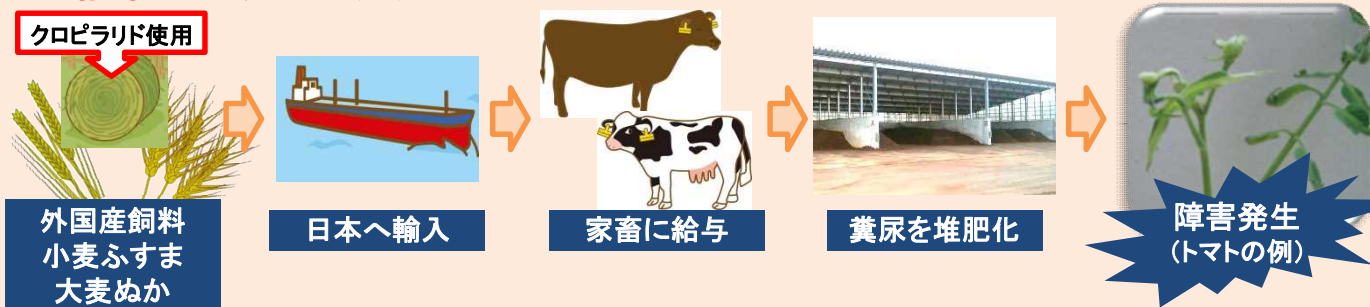 クロピラリド使用
外国産飼料
小麦ふすま
大麦ぬか
日本へ輸入
家畜に給与
糞尿を堆肥化
障害発生
(トマトの例)